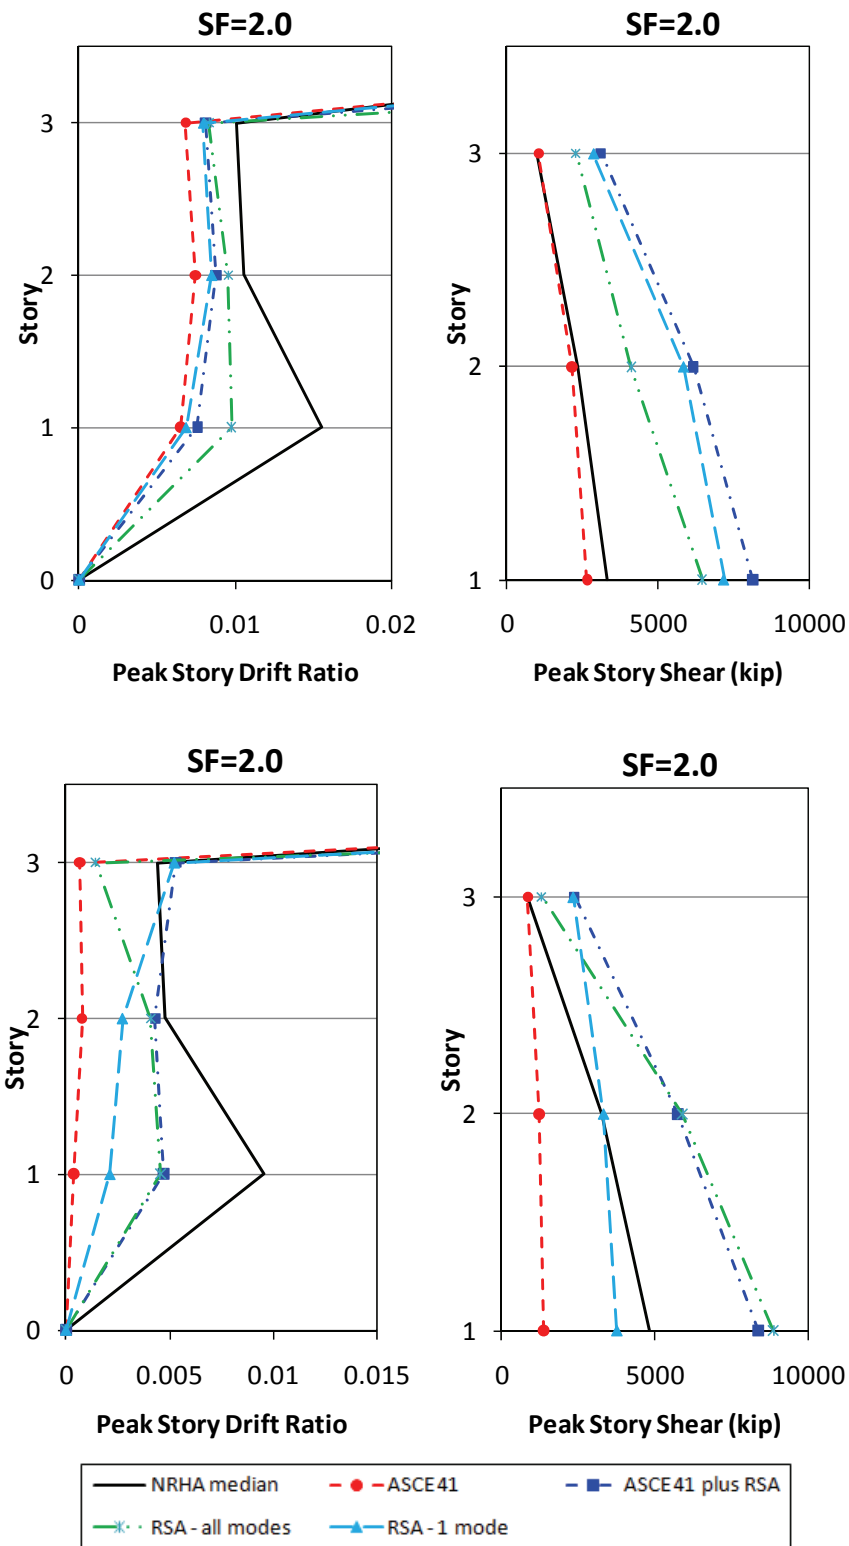 SF=2.0
3
2
1
0
Story
0
0.01
0.02
Peak Story Drift Ratio
SF=2.0
3
2
1
Story
0
5000
10000
Peak Story Shear (kip)
SF=2.0
3
2
1
0
Story
0
0.005
0.01
0.015
Peak Story Drift Ratio
SF=2.0
3
2
1
Story
0
5000
10000
Peak Story Shear (kip)
NRHA median
ASCE41
ASCE41 plus RSA
RSA - all modes
RSA - 1 mode